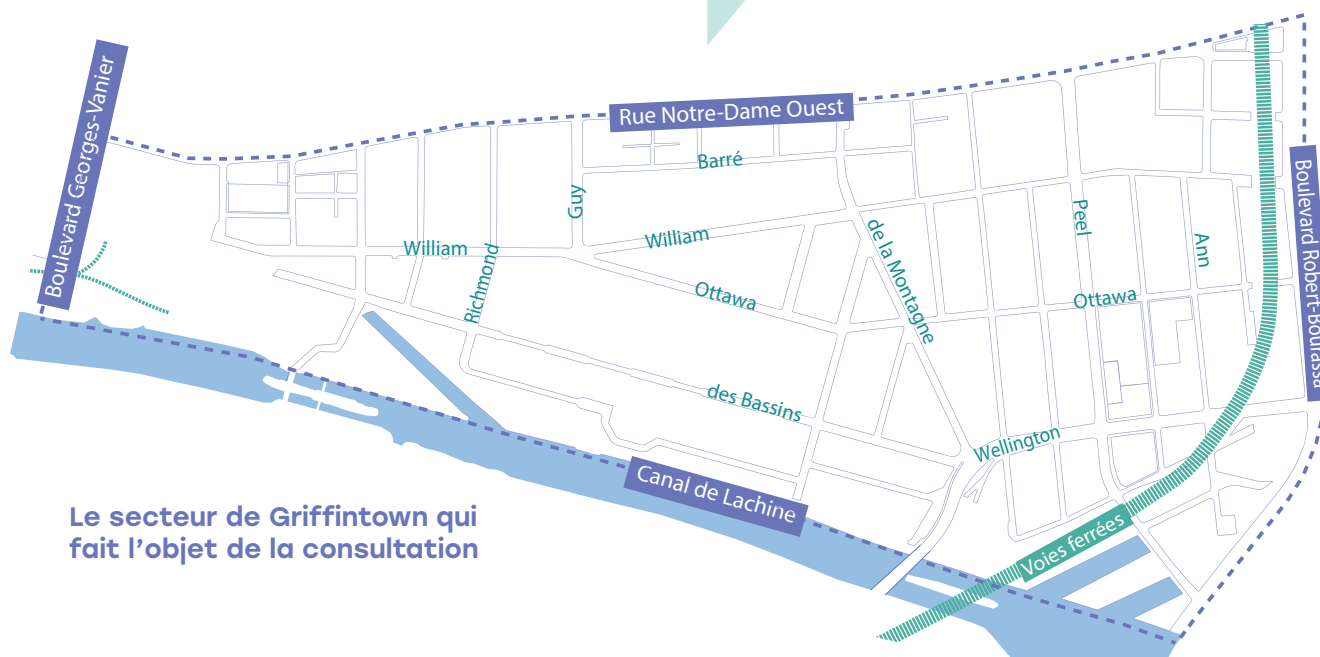 Boulevard Georges-Vanier
Rue Notre-Dame Ouest
Boulevard Robert-Bourassa
Barré
Guy
William
William
Richmond
Ottawa
de la Montagne
Peel
Ann
Ottawa
des Bassins
Wellington
Canal de Lachine
Voies ferrées
Le secteur de Griffintown qui
fait l'objet de la consultation